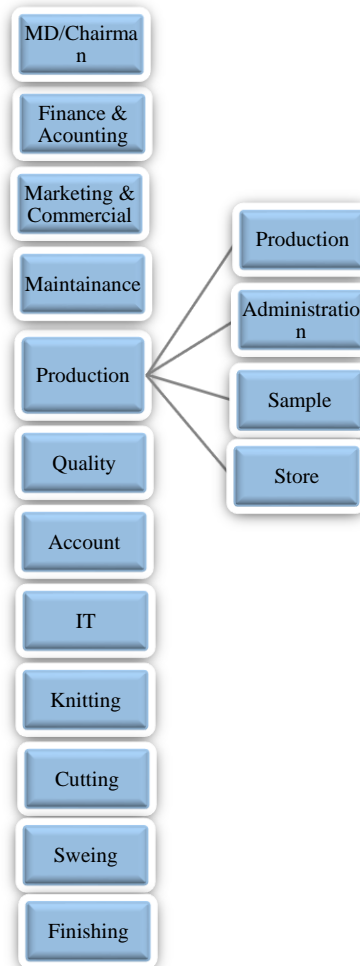 MD/Chairma
n
Finance &
Acounting
Marketing &
Commercial
Maintainance
Production
Quality
Account
IT
Knitting
Cutting
Sweing
Finishing
Production
Administratio
n
Sample
Store